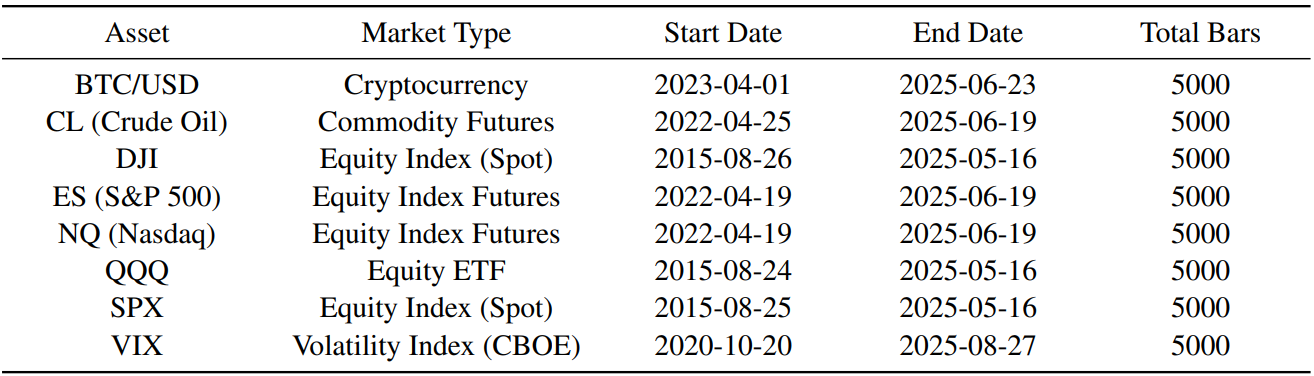 Asset Market Type Start Date End Date Total Bars
BTC/USD Cryptocurrency 2023-04-01 2025-06-23 5000
CL (Crude Oil) Commodity Futures 2022-04-25 2025-06-19 5000
DJI Equity Index (Spot) 2015-08-26 2025-05-16 5000
ES (S&P 500) Equity Index Futures 2022-04-19 2025-06-19 5000
NQ (Nasdaq) Equity Index Futures 2022-04-19 2025-06-19 5000
QQQ Equity ETF 2015-08-24 2025-05-16 5000
SPX Equity Index (Spot) 2015-08-25 2025-05-16 5000
VIX Volatility Index (CBOE) 2020-10-20 2025-08-27 5000